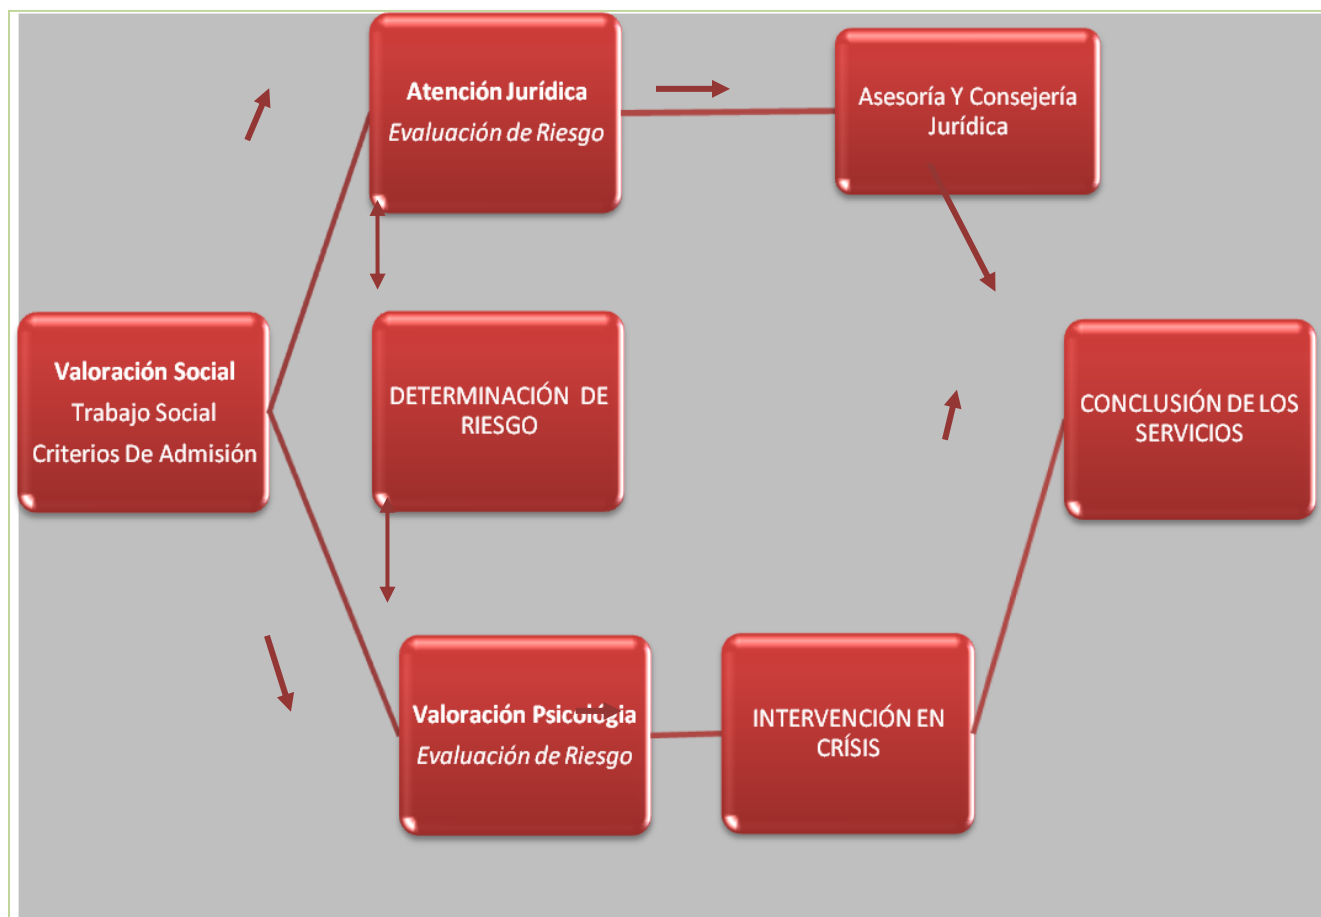 Atención Jurídica
Evaluación de Riesgo
Asesoría Y Consejería
Jurídica
Valoración Social
Trabajo Social
Criterios De Admisión
DETERMINACIÓN DE
RIESGO
CONCLUSIÓN DE LOS
SERVICIOS
Valoración Psicológia
Evaluación de Riesgo
INTERVENCIÓN EN
CRÍSIS